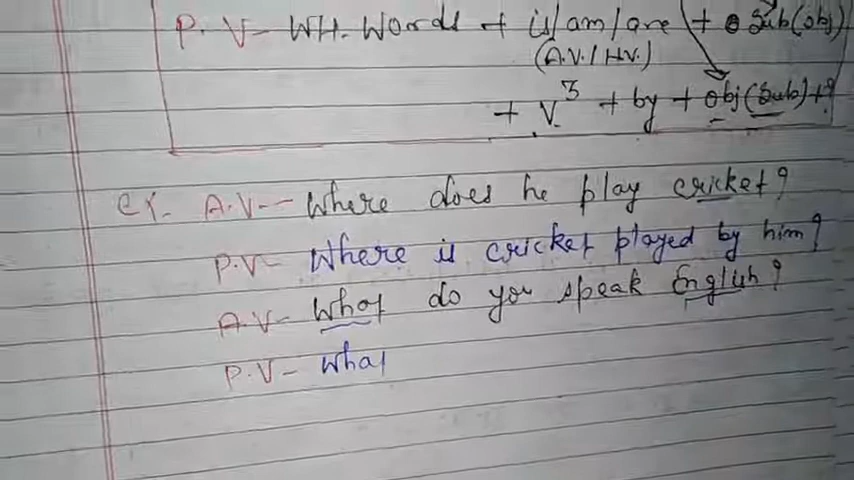 P.V- WH-Words + is/am/are + Sub(obj)
(A.V./H.V.)
+ V3 + by + obj(Sub)+?
ex. A.V-- Where does he play cricket?
P.V- Where is cricket played by him?
A.V- What do you speak English?
P.V- What